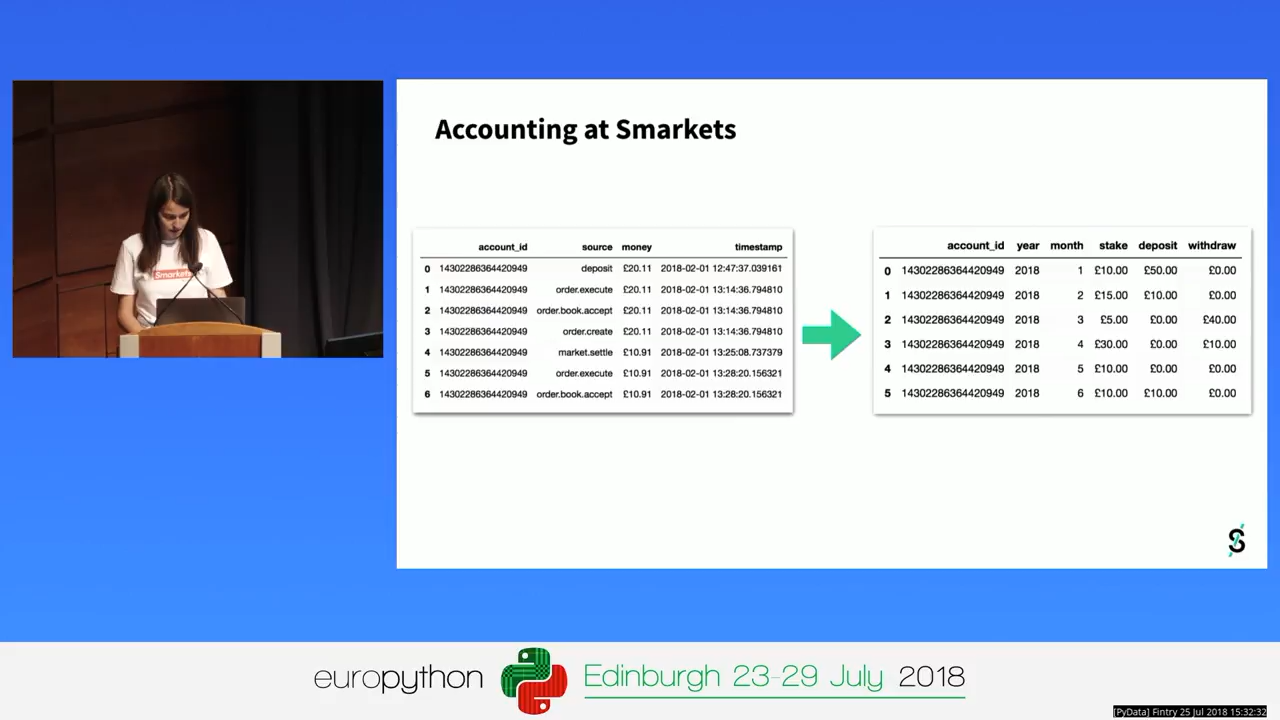 Accounting at Smarkets
account_id source money timestamp
0 14302286364420949 deposit £20.11 2018-02-01 12:47:37.039161
1 14302286364420949 order.execute £20.11 2018-02-01 13:14:36.794810
2 14302286364420949 order.book.accept £20.11 2018-02-01 13:14:36.794810
3 14302286364420949 order.create £20.11 2018-02-01 13:14:36.794810
4 14302286364420949 market.settle £10.91 2018-02-01 13:25:08.737379
5 14302286364420949 order.execute £10.91 2018-02-01 13:28:20.156321
6 14302286364420949 order.book.accept £10.91 2018-02-01 13:28:20.156321
account_id year month stake deposit withdraw
0 14302286364420949 2018 1 £10.00 £50.00 £0.00
1 14302286364420949 2018 2 £15.00 £10.00 £0.00
2 14302286364420949 2018 3 £5.00 £0.00 £40.00
3 14302286364420949 2018 4 £30.00 £0.00 £10.00
4 14302286364420949 2018 5 £10.00 £0.00 £0.00
5 14302286364420949 2018 6 £10.00 £10.00 £0.00
Smarkets
S
europython Edinburgh 23-29 July 2018
[PyData] Fintry 25 Jul 2018 15:32:32